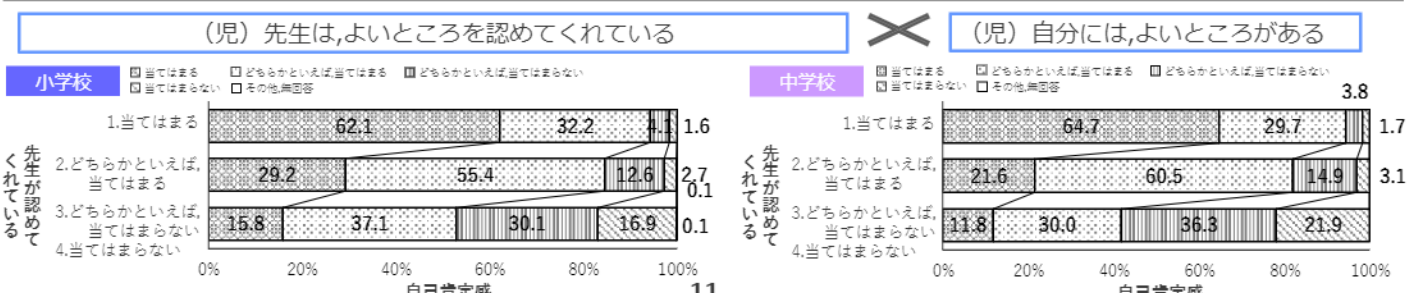 （児）先生は,よいところを認めてくれている
（児）自分には,よいところがある
小学校
当てはまる どちらかといえば,当てはまる どちらかといえば,当てはまらない
当てはまらない その他,無回答
先生が認めて
くれている
1.当てはまる
62.1 32.2 4.1 1.6
2.どちらかといえば,
当てはまる
29.2 55.4 12.6 2.7
0.1
3.どちらかといえば,
当てはまらない
4.当てはまらない
15.8 37.1 30.1 16.9 0.1
0% 20% 40% 60% 80% 100%
自己肯定感
11
中学校
当てはまる どちらかといえば,当てはまる どちらかといえば,当てはまらない
当てはまらない その他,無回答
先生が認めて
くれている
3.8
1.当てはまる
64.7 29.7 1.7
2.どちらかといえば,
当てはまる
21.6 60.5 14.9 3.1
3.どちらかといえば,
当てはまらない
4.当てはまらない
11.8 30.0 36.3 21.9
0% 20% 40% 60% 80% 100%
自己肯定感